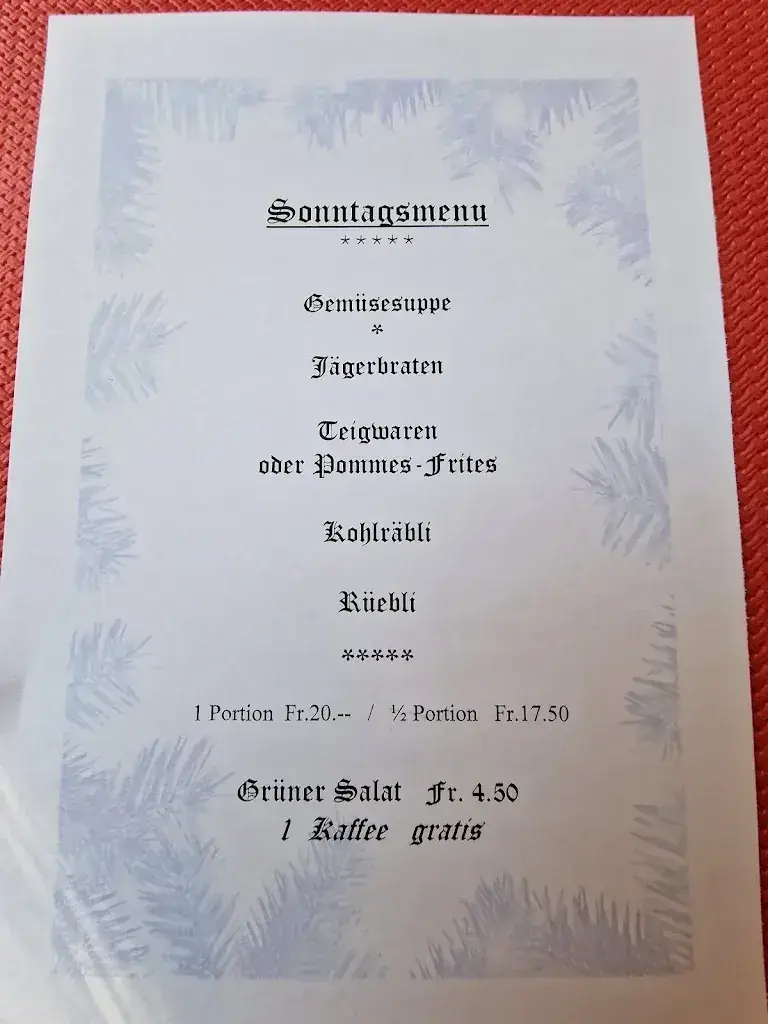 Sonntagsmenu
*****
Gemüsesuppe
*
Jägerbraten
Teigwaren
oder Pommes-Frites
Kohlräbli
Rüebli
*****
1 Portion Fr.20.-- / ½ Portion Fr.17.50
Grüner Salat Fr. 4.50
1 Kaffee gratis